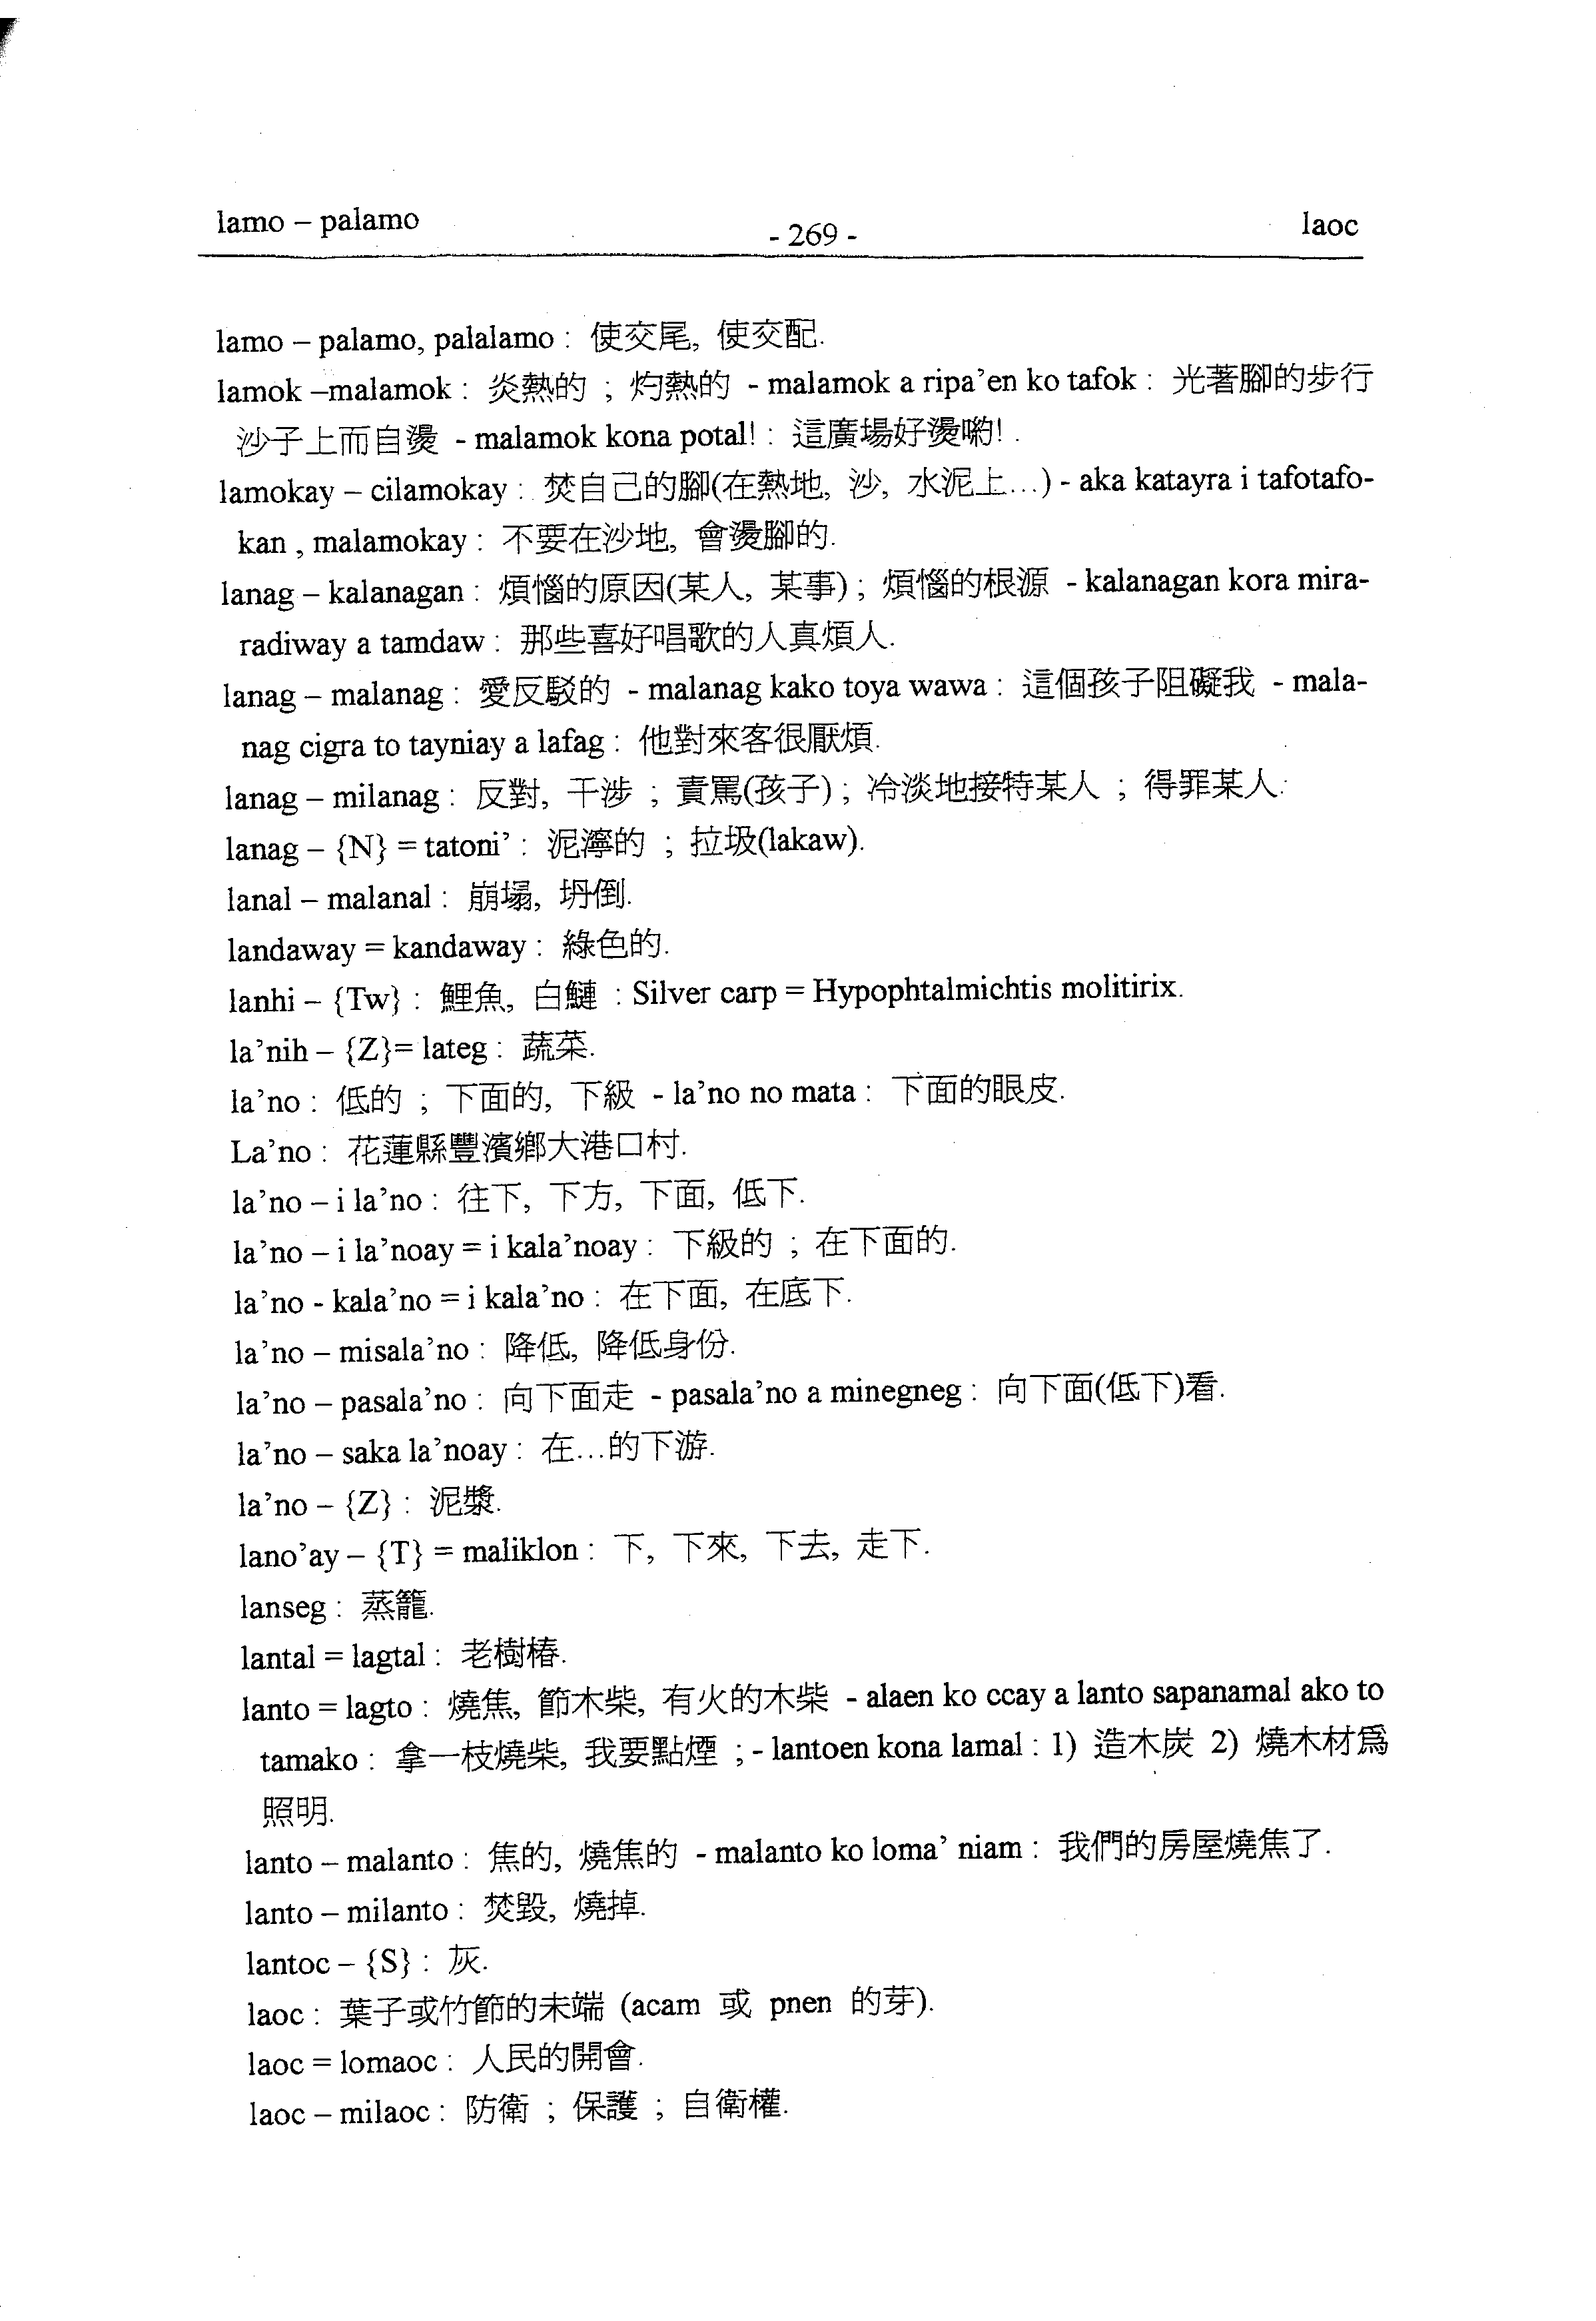 lamo – palamo
- 269 -
laoc
lamo – palamo, palalamo : 使交尾, 使交配.
lamok –malamok : 炎熱的 ; 灼熱的 - malamok a ripa’en ko tafok : 光著腳的步行
沙子上而自燙 - malamok kona potal! : 這廣場好燙喲! .
lamokay – cilamokay : 焚自己的腳(在熱地, 沙, 水泥上…) - aka katayra i tafotafo-
kan , malamokay : 不要在沙地, 會燙腳的.
lanag – kalanagan : 煩惱的原因(某人, 某事) ; 煩惱的根源 - kalanagan kora mira-
radiway a tamdaw : 那些喜好唱歌的人真煩人.
lanag – malanag : 愛反駁的 - malanag kako toya wawa : 這個孩子阻礙我 - mala-
nag cigra to tayniay a lafag : 他對來客很厭煩.
lanag – milanag : 反對, 干涉 ; 責罵(孩子) ; 冷淡地接特某人 ; 得罪某人.
lanag – {N} = tatoni’ : 泥濘的 ; 拉圾(lakaw).
lanal – malanal : 崩塌, 坍倒.
landaway = kandaway : 綠色的.
lanhi – {Tw} : 鯉魚, 白鰱 : Silver carp = Hypophtalmichtis molitirix.
la’nih – {Z}= lateg : 蔬菜.
la’no : 低的 ; 下面的, 下級 - la’no no mata : 下面的眼皮.
La’no : 花蓮縣豐濱鄉大港口村.
la’no – i la’no : 往下, 下方, 下面, 低下.
la’no – i la’noay = i kala’noay : 下級的 ; 在下面的.
la’no - kala’no = i kala’no : 在下面, 在底下.
la’no – misala’no : 降低, 降低身份.
la’no – pasala’no : 向下面走 - pasala’no a minegneg : 向下面(低下)看.
la’no – saka la’noay : 在…的下游.
la’no – {Z} : 泥漿.
lano’ay – {T} = maliklon : 下, 下來, 下去, 走下.
lanseg : 蒸籠.
lantal = lagtal : 老樹樁.
lanto = lagto : 燒焦, 節木柴, 有火的木柴 - alaen ko ccay a lanto sapanamal ako to
tamako : 拿一枝燒柴, 我要點煙 ; - lantoen kona lamal : 1) 造木炭 2) 燒木材爲
照明.
lanto – malanto : 焦的, 燒焦的 - malanto ko loma’ niam : 我們的房屋燒焦了.
lanto – milanto : 焚毀, 燒掉.
lantoc – {S} : 灰.
laoc : 葉子或竹節的末端 (acam 或 pnen 的芽).
laoc = lomaoc : 人民的開會.
laoc – milaoc : 防衛 ; 保護 ; 自衛權.